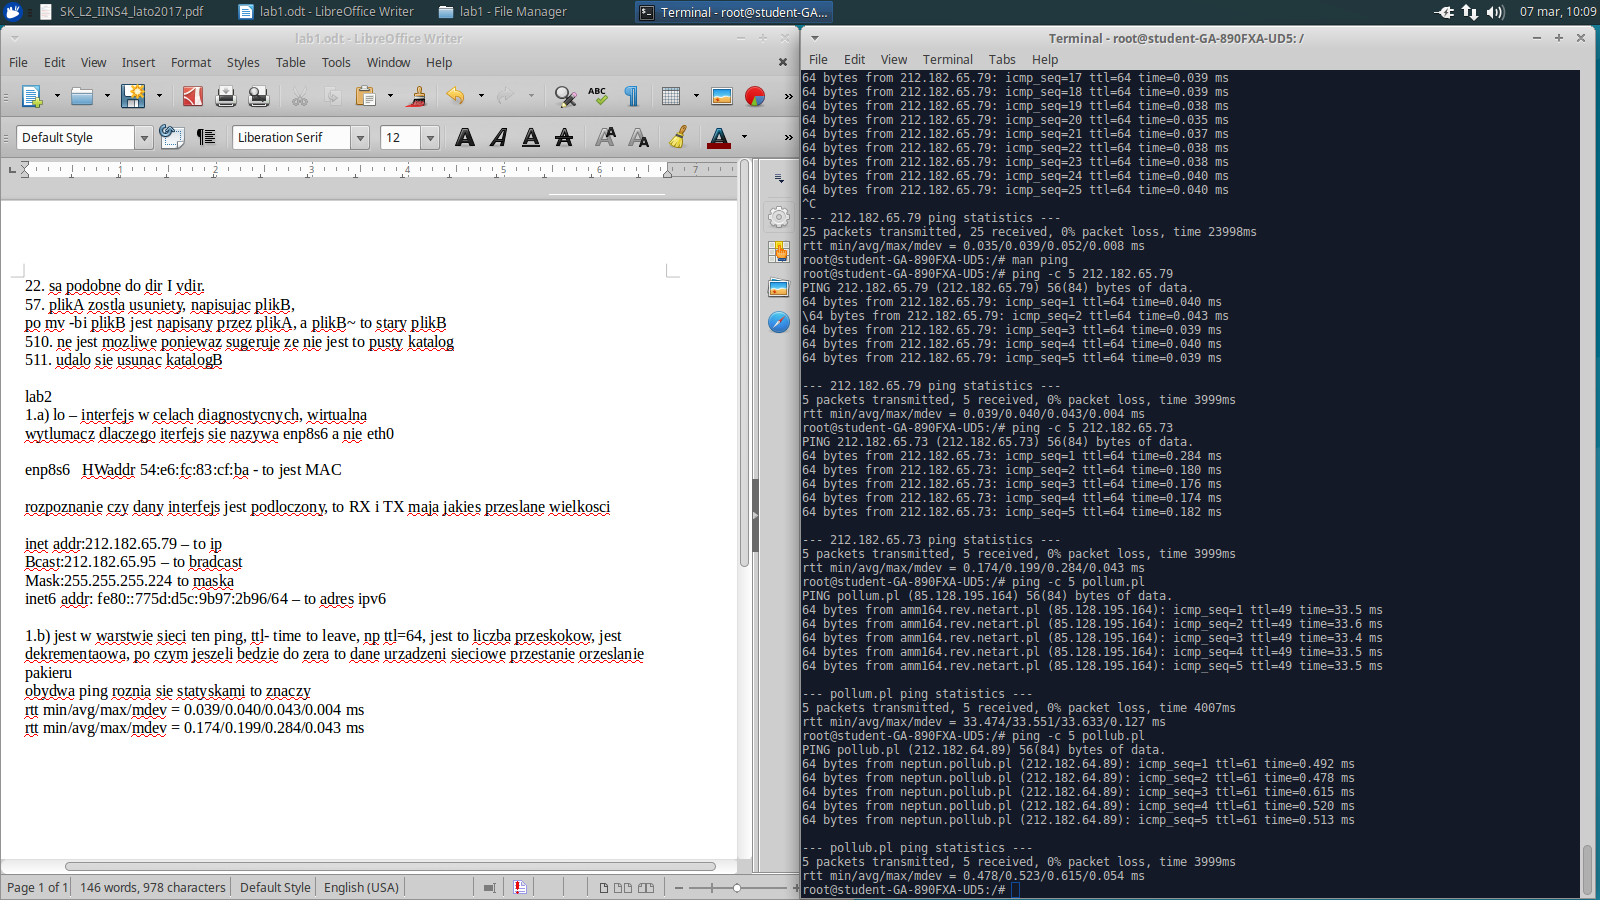 SK_L2_IINS4_lato2017.pdf
lab1.odt - LibreOffice Writer
lab1 - File Manager
Terminal - root@student-GA...
07 mar, 10:09
lab1.odt - LibreOffice Writer
File Edit View Insert Format Styles Table Tools Window Help
Default Style
Liberation Serif
12
1 2 3 4 5 6 7
22. sa podobne do dir I vdir.
57. plikA zostla usuniety, napisujac plikB,
po mv -bi plikB jest napisany przez plikA, a plikB~ to stary plikB
510. ne jest mozliwe poniewaz sugeruje ze nie jest to pusty katalog
511. udalo sie usunac katalogB
lab2
1.a) lo – interfejs w celach diagnostycnych, wirtualna
wytlumacz dlaczego iterfejs sie nazywa enp8s6 a nie eth0
enp8s6 HWaddr 54:e6:fc:83:cf:ba - to jest MAC
rozpoznanie czy dany interfejs jest podloczony, to RX i TX maja jakies przeslane wielkosci
inet addr:212.182.65.79 – to ip
Bcast:212.182.65.95 – to bradcast
Mask:255.255.255.224 to maska
inet6 addr: fe80::775d:d5c:9b97:2b96/64 – to adres ipv6
1.b) jest w warstwie sieci ten ping, ttl- time to leave, np ttl=64, jest to liczba przeskokow, jest
dekrementaowa, po czym jeszeli bedzie do zera to dane urzadzeni sieciowe przestanie orzeslanie
pakieru
obydwa ping roznia sie statyskami to znaczy
rtt min/avg/max/mdev = 0.039/0.040/0.043/0.004 ms
rtt min/avg/max/mdev = 0.174/0.199/0.284/0.043 ms
Page 1 of 1 146 words, 978 characters Default Style English (USA)
Terminal - root@student-GA-890FXA-UD5: /
File Edit View Terminal Tabs Help
64 bytes from 212.182.65.79: icmp_seq=17 ttl=64 time=0.039 ms
64 bytes from 212.182.65.79: icmp_seq=18 ttl=64 time=0.039 ms
64 bytes from 212.182.65.79: icmp_seq=19 ttl=64 time=0.038 ms
64 bytes from 212.182.65.79: icmp_seq=20 ttl=64 time=0.035 ms
64 bytes from 212.182.65.79: icmp_seq=21 ttl=64 time=0.037 ms
64 bytes from 212.182.65.79: icmp_seq=22 ttl=64 time=0.038 ms
64 bytes from 212.182.65.79: icmp_seq=23 ttl=64 time=0.038 ms
64 bytes from 212.182.65.79: icmp_seq=24 ttl=64 time=0.040 ms
64 bytes from 212.182.65.79: icmp_seq=25 ttl=64 time=0.040 ms
^C
--- 212.182.65.79 ping statistics ---
25 packets transmitted, 25 received, 0% packet loss, time 23998ms
rtt min/avg/max/mdev = 0.035/0.039/0.052/0.008 ms
root@student-GA-890FXA-UD5:/# man ping
root@student-GA-890FXA-UD5:/# ping -c 5 212.182.65.79
PING 212.182.65.79 (212.182.65.79) 56(84) bytes of data.
64 bytes from 212.182.65.79: icmp_seq=1 ttl=64 time=0.040 ms
\64 bytes from 212.182.65.79: icmp_seq=2 ttl=64 time=0.043 ms
64 bytes from 212.182.65.79: icmp_seq=3 ttl=64 time=0.039 ms
64 bytes from 212.182.65.79: icmp_seq=4 ttl=64 time=0.040 ms
64 bytes from 212.182.65.79: icmp_seq=5 ttl=64 time=0.039 ms
--- 212.182.65.79 ping statistics ---
5 packets transmitted, 5 received, 0% packet loss, time 3999ms
rtt min/avg/max/mdev = 0.039/0.040/0.043/0.004 ms
root@student-GA-890FXA-UD5:/# ping -c 5 212.182.65.73
PING 212.182.65.73 (212.182.65.73) 56(84) bytes of data.
64 bytes from 212.182.65.73: icmp_seq=1 ttl=64 time=0.284 ms
64 bytes from 212.182.65.73: icmp_seq=2 ttl=64 time=0.180 ms
64 bytes from 212.182.65.73: icmp_seq=3 ttl=64 time=0.176 ms
64 bytes from 212.182.65.73: icmp_seq=4 ttl=64 time=0.174 ms
64 bytes from 212.182.65.73: icmp_seq=5 ttl=64 time=0.182 ms
--- 212.182.65.73 ping statistics ---
5 packets transmitted, 5 received, 0% packet loss, time 3999ms
rtt min/avg/max/mdev = 0.174/0.199/0.284/0.043 ms
root@student-GA-890FXA-UD5:/# ping -c 5 pollum.pl
PING pollum.pl (85.128.195.164) 56(84) bytes of data.
64 bytes from amm164.rev.netart.pl (85.128.195.164): icmp_seq=1 ttl=49 time=33.5 ms
64 bytes from amm164.rev.netart.pl (85.128.195.164): icmp_seq=2 ttl=49 time=33.6 ms
64 bytes from amm164.rev.netart.pl (85.128.195.164): icmp_seq=3 ttl=49 time=33.4 ms
64 bytes from amm164.rev.netart.pl (85.128.195.164): icmp_seq=4 ttl=49 time=33.5 ms
64 bytes from amm164.rev.netart.pl (85.128.195.164): icmp_seq=5 ttl=49 time=33.5 ms
--- pollum.pl ping statistics ---
5 packets transmitted, 5 received, 0% packet loss, time 4007ms
rtt min/avg/max/mdev = 33.474/33.551/33.633/0.127 ms
root@student-GA-890FXA-UD5:/# ping -c 5 pollub.pl
PING pollub.pl (212.182.64.89) 56(84) bytes of data.
64 bytes from neptun.pollub.pl (212.182.64.89): icmp_seq=1 ttl=61 time=0.492 ms
64 bytes from neptun.pollub.pl (212.182.64.89): icmp_seq=2 ttl=61 time=0.478 ms
64 bytes from neptun.pollub.pl (212.182.64.89): icmp_seq=3 ttl=61 time=0.615 ms
64 bytes from neptun.pollub.pl (212.182.64.89): icmp_seq=4 ttl=61 time=0.520 ms
64 bytes from neptun.pollub.pl (212.182.64.89): icmp_seq=5 ttl=61 time=0.513 ms
--- pollub.pl ping statistics ---
5 packets transmitted, 5 received, 0% packet loss, time 3999ms
rtt min/avg/max/mdev = 0.478/0.523/0.615/0.054 ms
root@student-GA-890FXA-UD5:/#